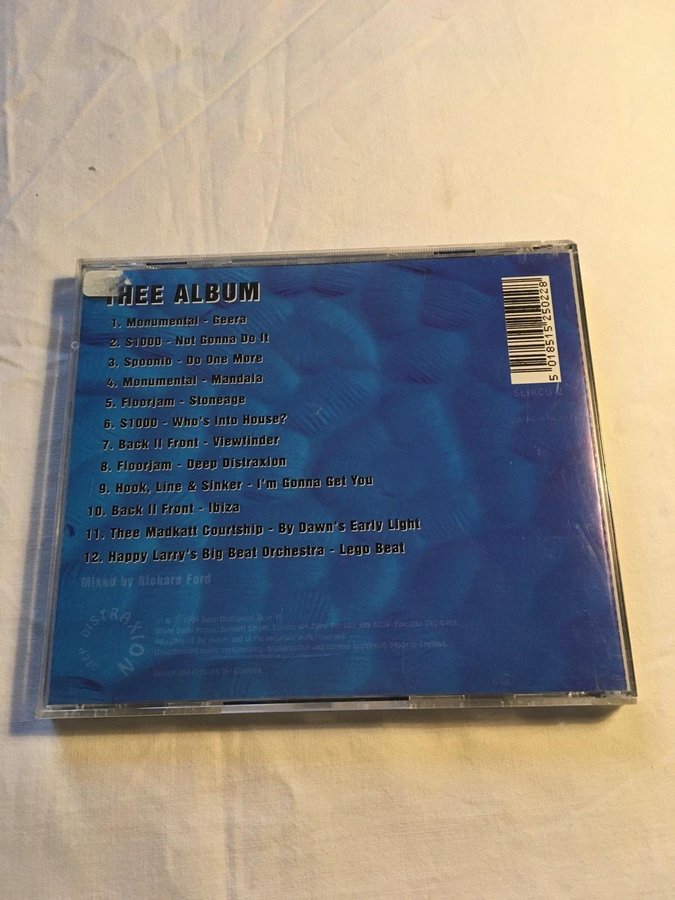 THEE ALBUM
1. Monumental - Geera
2. S1000 - Not Gonna Do It
3. Spoonio - Do One More
4. Monumental - Mandala
5. Floorjam - Stoneage
6. S1000 - Who's Into House?
7. Back II Front - Viewfinder
8. Floorjam - Deep Distraxion
9. Hook, Line & Sinker - I'm Gonna Get You
10. Back II Front - Ibiza
11. Thee Madkatt Courtship - By Dawn's Early Light
12. Happy Larry's Big Beat Orchestra - Lego Beat
Mixed by Richard Ford
DEEP DISTRAXION
5 018515 250228